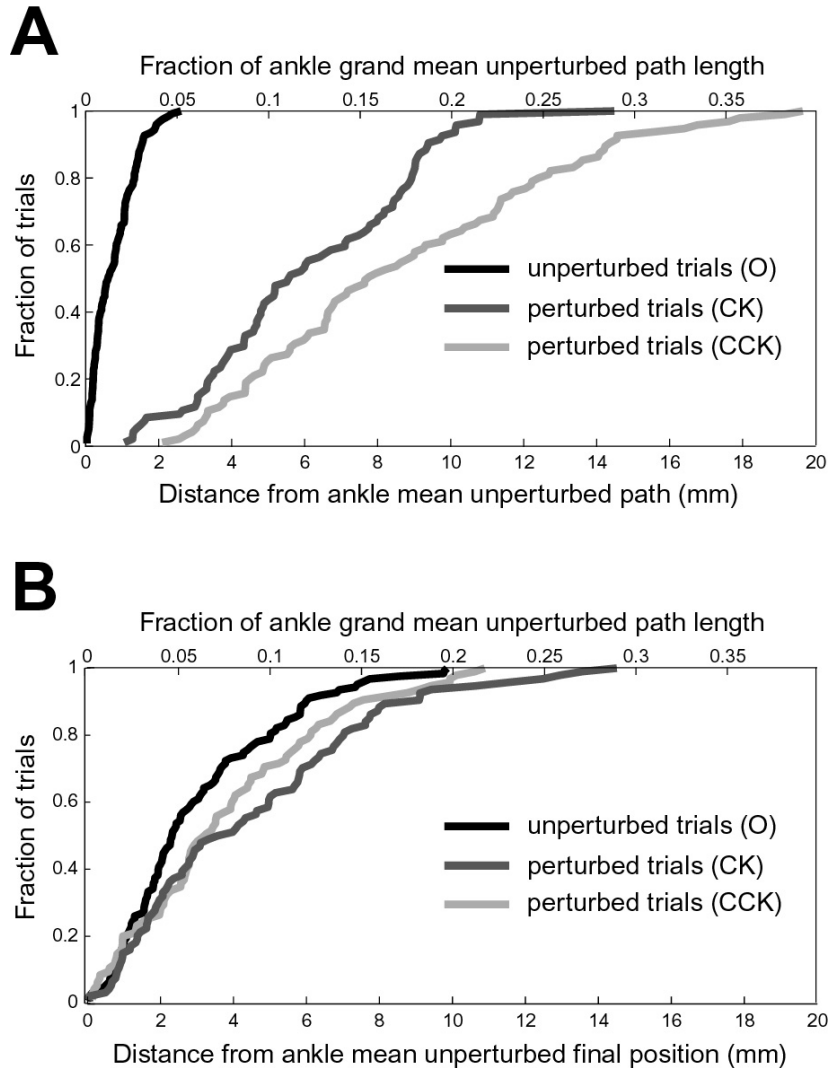 A
Fraction of ankle grand mean unperturbed path length
0 0.05 0.1 0.15 0.2 0.25 0.3 0.35
1
0.8
0.6
0.4
0.2
0
Fraction of trials
unperturbed trials (O)
perturbed trials (CK)
perturbed trials (CCK)
0 2 4 6 8 10 12 14 16 18 20
Distance from ankle mean unperturbed path (mm)
B
Fraction of ankle grand mean unperturbed path length
0 0.05 0.1 0.15 0.2 0.25 0.3 0.35
1
0.8
0.6
0.4
0.2
0
Fraction of trials
unperturbed trials (O)
perturbed trials (CK)
perturbed trials (CCK)
0 2 4 6 8 10 12 14 16 18 20
Distance from ankle mean unperturbed final position (mm)